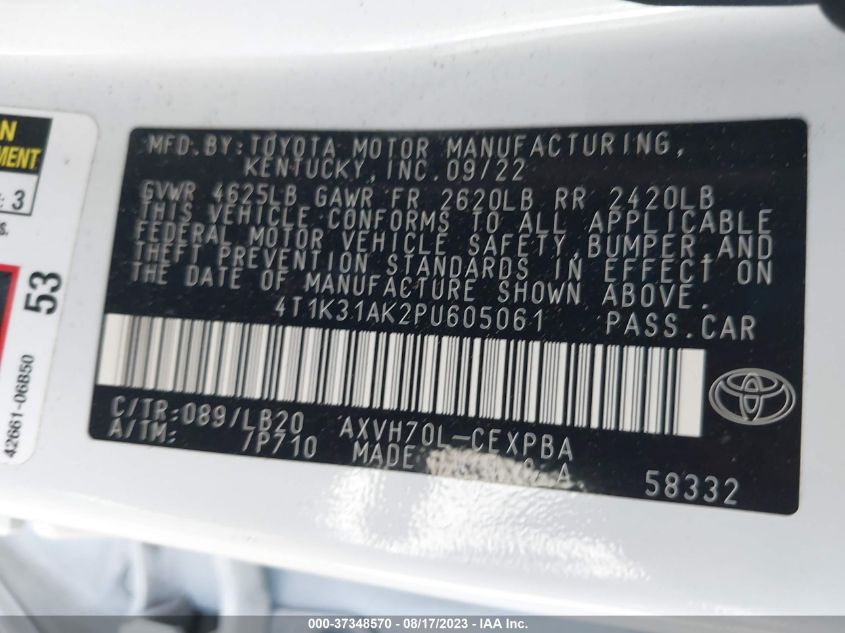 N
MENT
: 3
s.
53
42661-06B50
MFD.BY:TOYOTA MOTOR MANUFACTURING,
KENTUCKY, INC. 09/22
GVWR 4625LB GAWR FR 2620LB RR 2420LB
THIS VEHICLE CONFORMS TO ALL APPLICABLE
FEDERAL MOTOR VEHICLE SAFETY, BUMPER, AND
THEFT PREVENTION STANDARDS IN EFFECT ON
THE DATE OF MANUFACTURE SHOWN ABOVE.
4T1K31AK2PU605061 PASS.CAR
C/TR:089/LB20 AXVH70L-CEXPBA
A/TM: 7P710 MADE A
58332
000-37348570 - 08/17/2023 - IAA Inc.